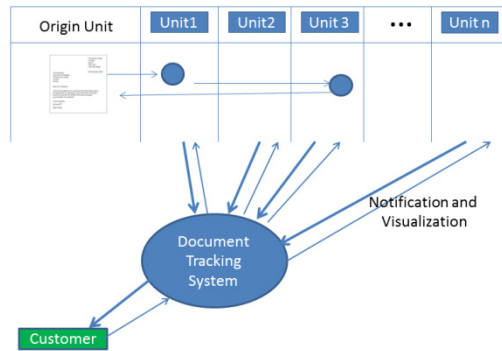 Origin Unit
Unit1
Unit2
Unit 3
•••
Unit n
Notification and
Visualization
Document
Tracking
System
Customer